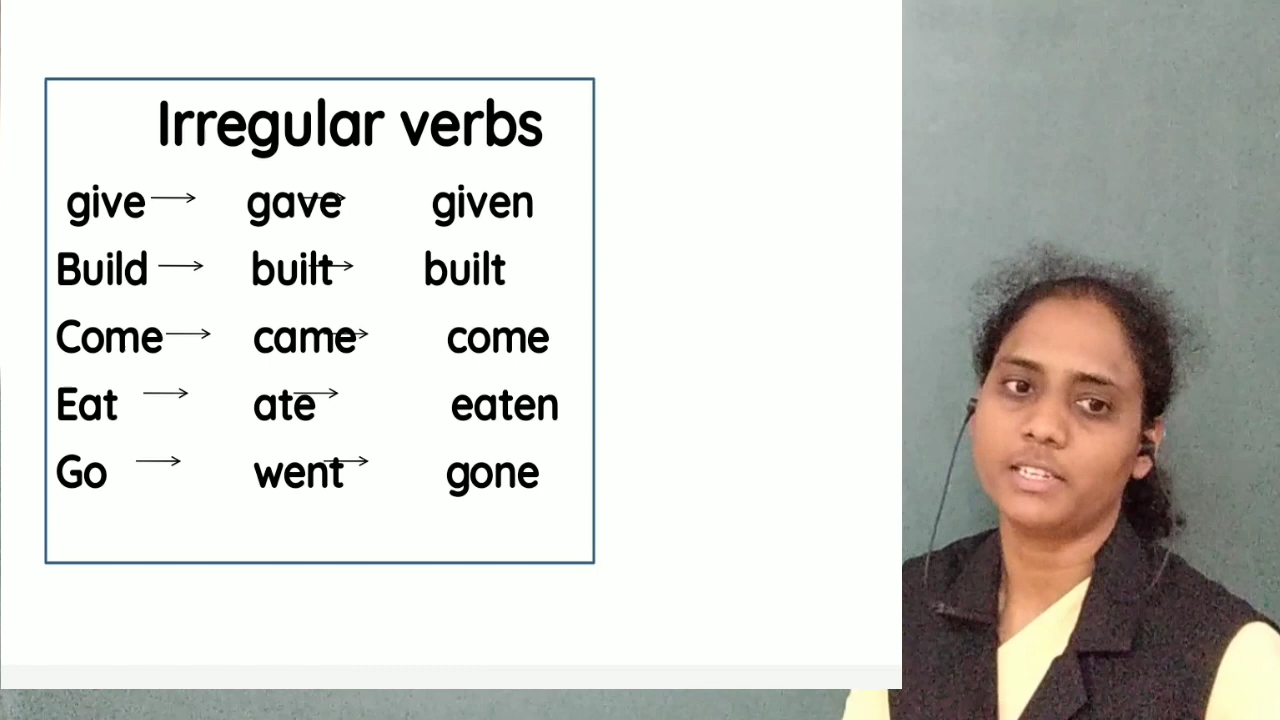 Irregular verbs
give → gave → given
Build → built → built
Come → came → come
Eat → ate → eaten
Go → went → gone